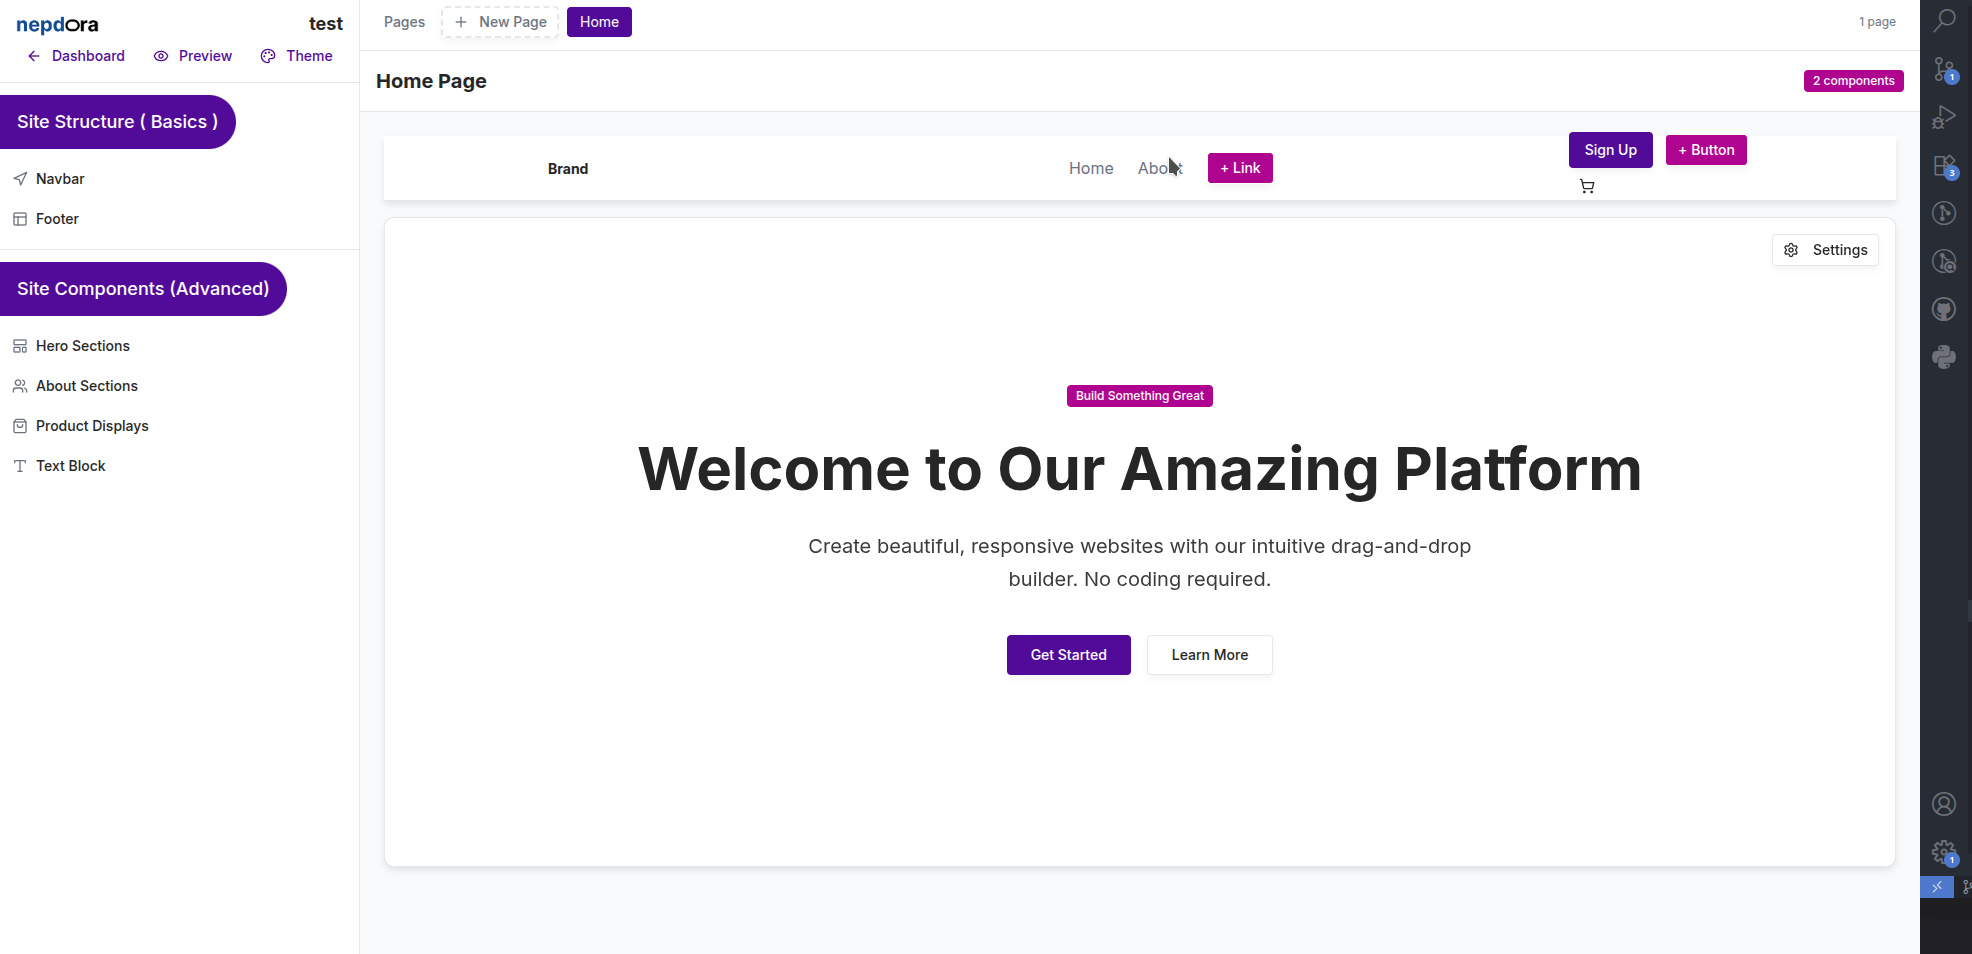 nepdora
test
Dashboard
Preview
Theme
Site Structure ( Basics )
Navbar
Footer
Site Components (Advanced)
Hero Sections
About Sections
Product Displays
Text Block
Pages
+ New Page
Home
1 page
Home Page
2 components
Brand
Home
About
+ Link
Sign Up
+ Button
Settings
Build Something Great
Welcome to Our Amazing Platform
Create beautiful, responsive websites with our intuitive drag-and-drop
builder. No coding required.
Get Started
Learn More
1
3
1